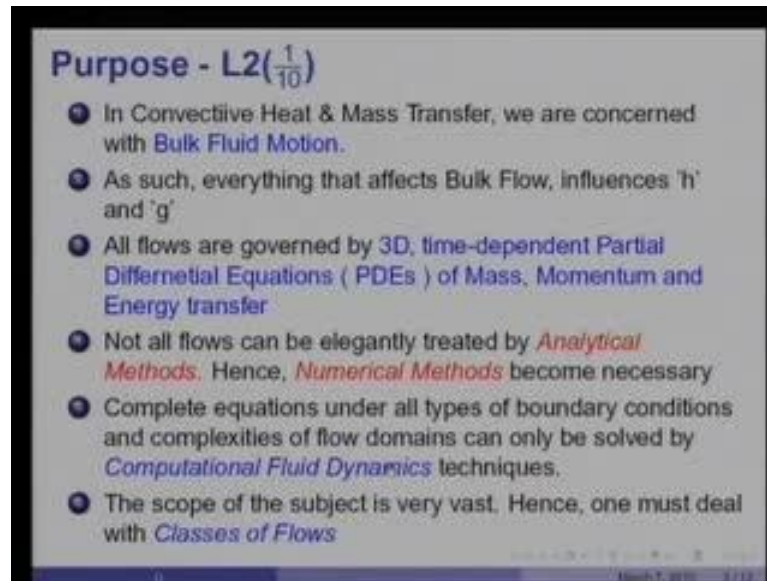 Purpose - L2(1/10)
In Convectiive Heat & Mass Transfer, we are concerned
with Bulk Fluid Motion.
As such, everything that affects Bulk Flow, influences 'h'
and 'g'
All flows are governed by 3D, time-dependent Partial
Differnetial Equations ( PDEs ) of Mass, Momentum and
Energy transfer
Not all flows can be elegantly treated by Analytical
Methods. Hence, Numerical Methods become necessary
Complete equations under all types of boundary conditions
and complexities of flow domains can only be solved by
Computational Fluid Dynamics techniques.
The scope of the subject is very vast. Hence, one must deal
with Classes of Flows